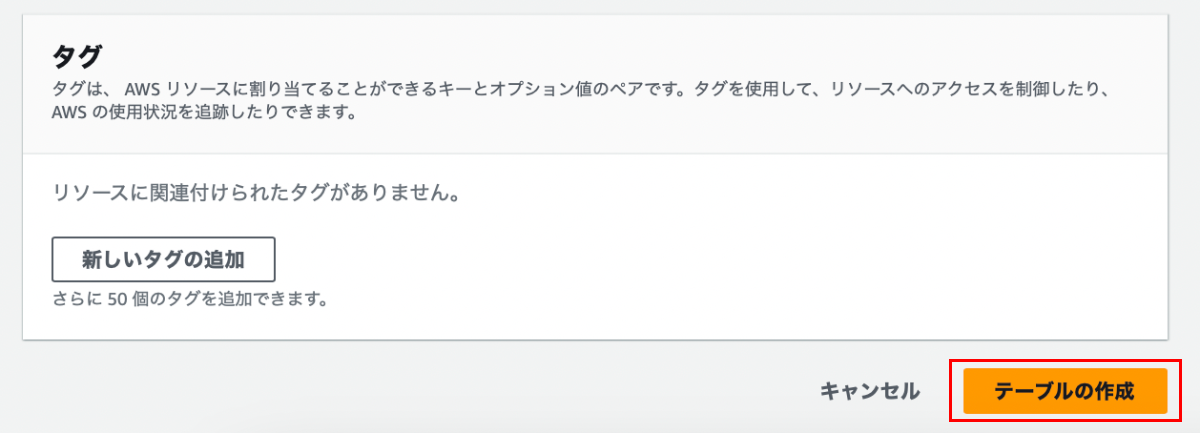 タグ
タグは、 AWS リソースに割り当てることができるキーとオプション値のペアです。タグを使用して、リソースへのアクセスを制御したり、
AWS の使用状況を追跡したりできます。
リソースに関連付けられたタグがありません。
新しいタグの追加
さらに 50 個のタグを追加できます。
キャンセル
テーブルの作成